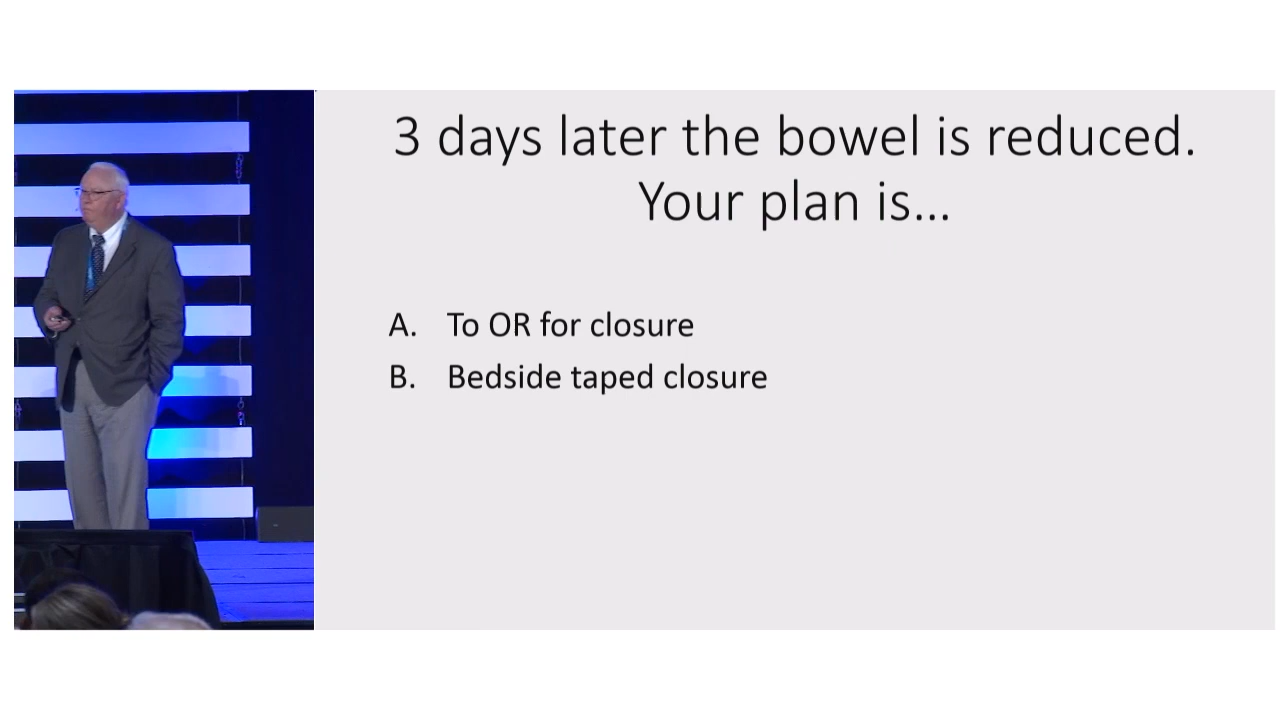 3 days later the bowel is reduced.
Your plan is...
A. To OR for closure
B. Bedside taped closure